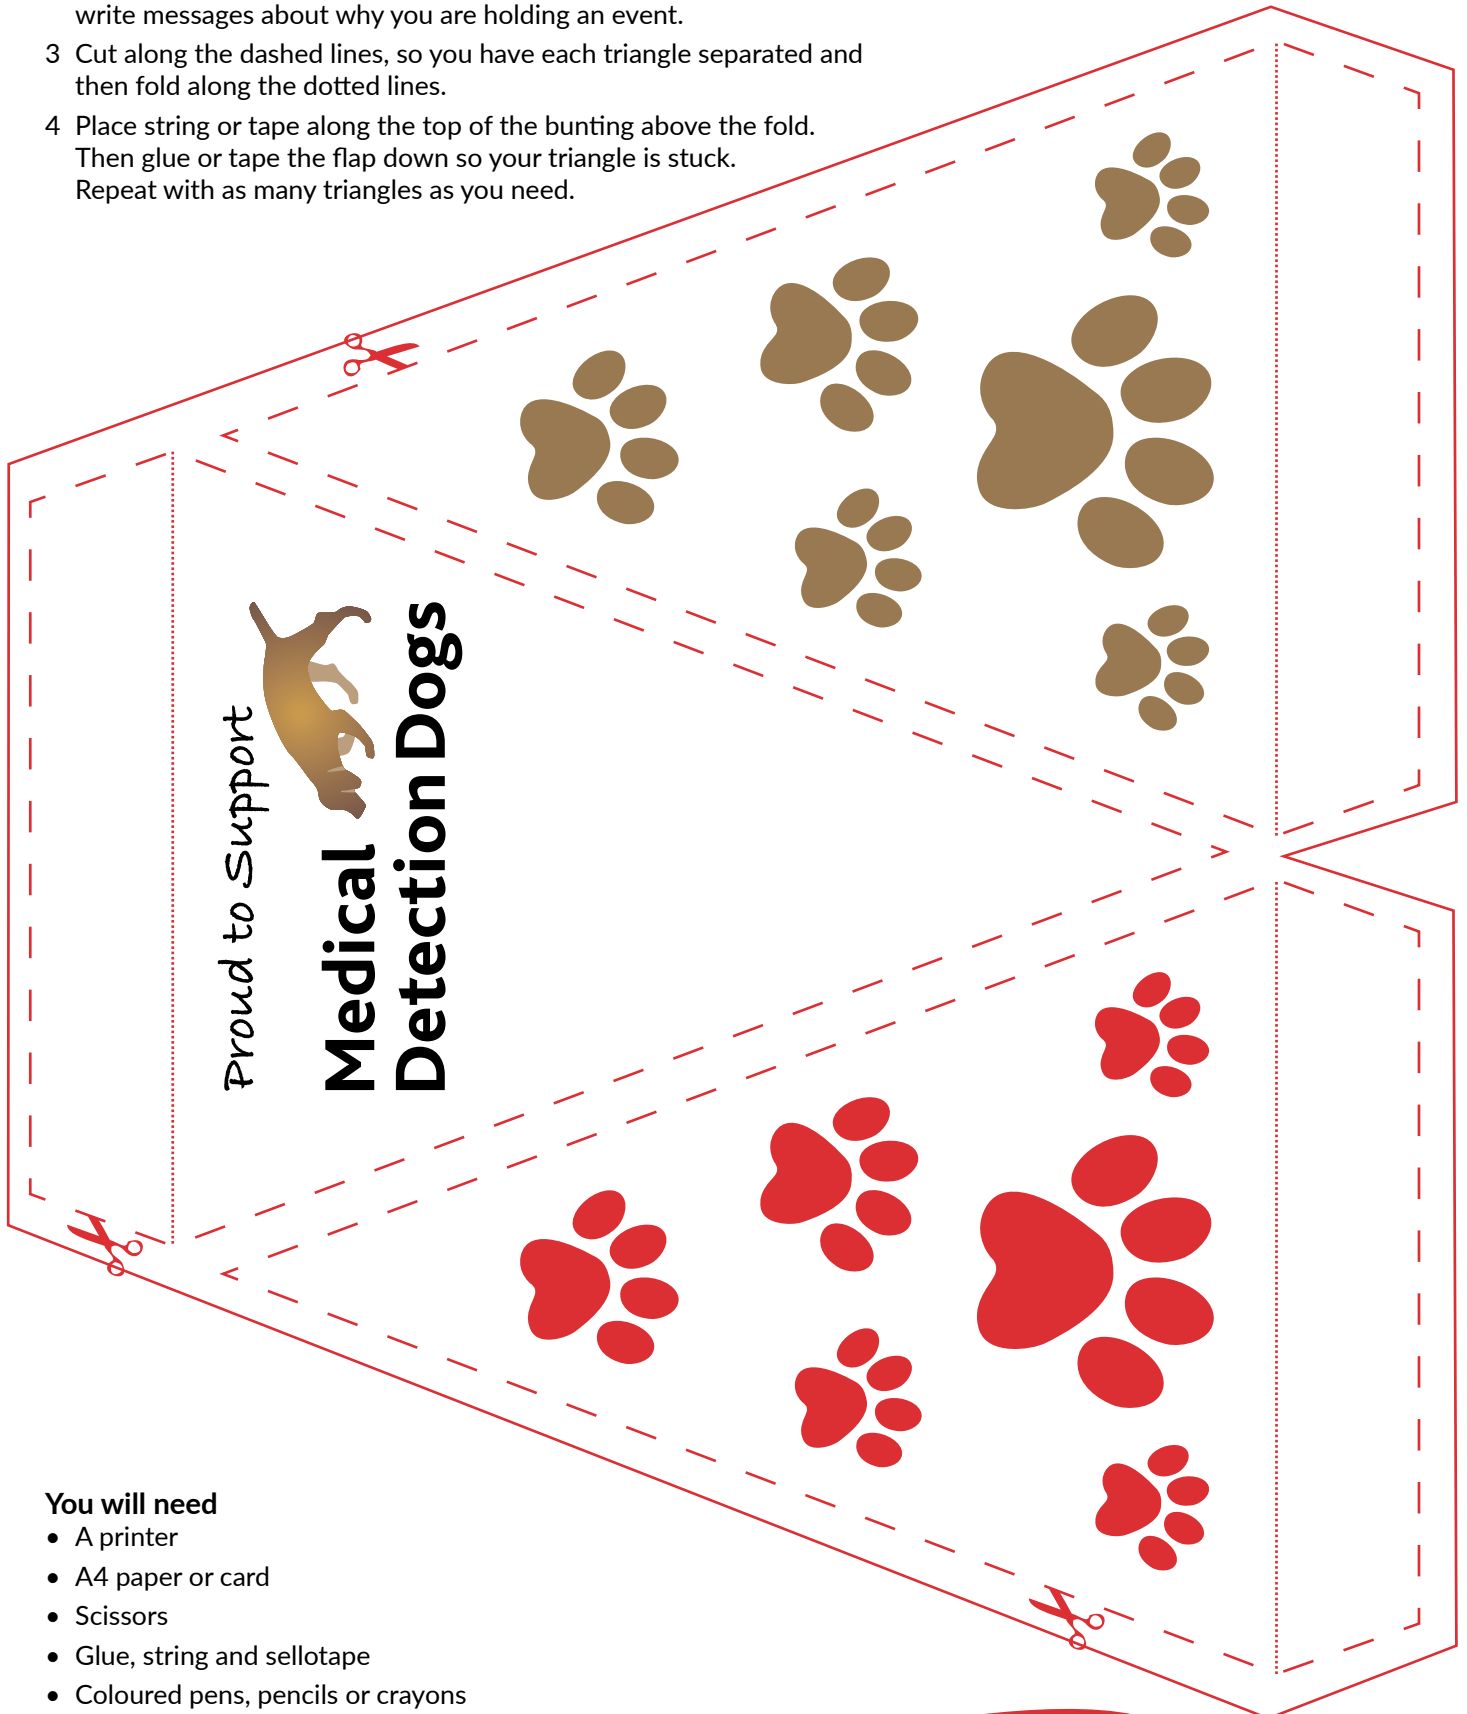 write messages about why you are holding an event.
3 Cut along the dashed lines, so you have each triangle separated and
then fold along the dotted lines.
4 Place string or tape along the top of the bunting above the fold.
Then glue or tape the flap down so your triangle is stuck.
Repeat with as many triangles as you need.
Proud to Support
Medical
Detection Dogs
You will need
• A printer
• A4 paper or card
• Scissors
• Glue, string and sellotape
• Coloured pens, pencils or crayons